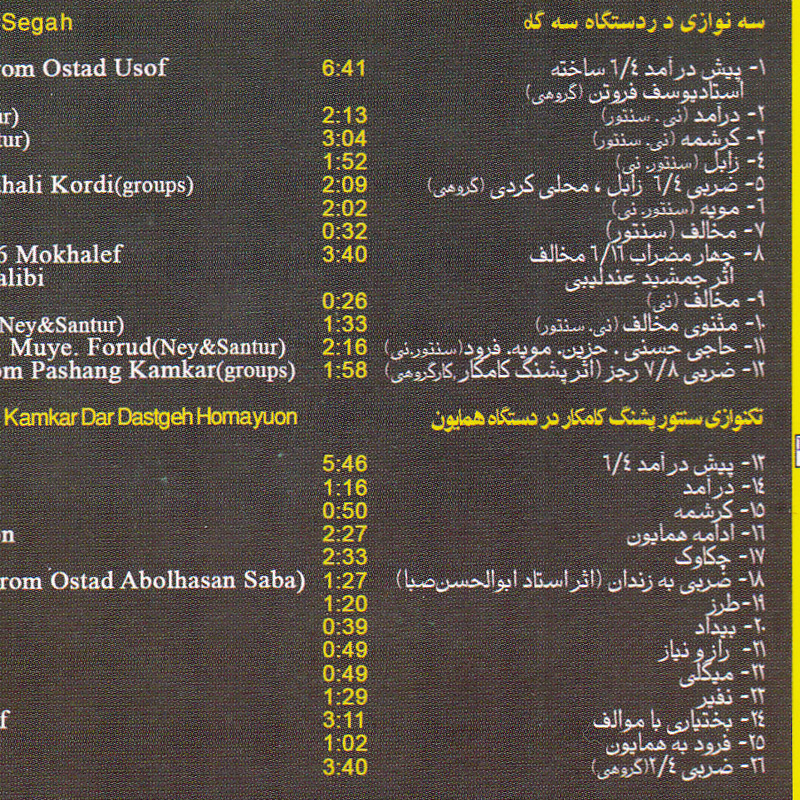 Segah 	سه نوازی د ردستگاه سه گاه
om Ostad Usof 	6:41 	۱- پیش درآمد ۶/۴ ساخته
استادیوسف فروتن (گروهی)
ur) 	2:13 	۲- درآمد (نی . سنتور)
tur) 	3:04 	۳- کرشمه (نی. سنتور)
1:52 	۴- زابل (سنتور. نی)
hali Kordi(groups) 	2:09 	۵- ضربی ۶/۴ زابل ، محلی کردی (گروهی)
2:02 	۶- مویه (سنتور. نی)
0:32 	۷- مخالف (سنتور)
6 Mokhalef 	3:40 	۸- چهار مضراب ۶/۱۶ مخالف
alibi 	اثر جمشید عندلیبی
0:26 	۹- مخالف (نی)
Ney&Santur) 	1:33 	۱۰- مثنوی مخالف (نی. سنتور)
Muye. Forud(Ney&Santur) 	2:16 	۱۱- حاجی حسنی . حزین. مویه. فرود(سنتور.نی)
om Pashang Kamkar(groups) 	1:58 	۱۲- ضربی ۷/۸ رجز (اثر پشنگ کامکار ,کارگروهی)
Kamkar Dar Dastgeh Homayuon 	تکنوازی سنتور پشنگ کامکار در دستگاه همایون
5:46 	۱۳- پیش درآمد ۶/۴
1:16 	۱۴- درآمد
0:50 	۱۵- کرشمه
on 	2:27 	۱۶- ادامه همایون
2:33 	۱۷- چکاوک
rom Ostad Abolhasan Saba) 	1:27 	۱۸- ضربی به زندان (اثر استاد ابوالحسن‌صبا)
1:20 	۱۹-طرز
0:39 	۲۰- بیداد
0:49 	۲۱- راز و نیاز
0:49 	۲۲- میگلی
1:29 	۲۳- نفیر
f 	3:11 	۲۴- بختیاری با موالف
1:02 	۲۵- فرود به همایون
3:40 	۲۶- ضربی ۲/۴(گروهی)